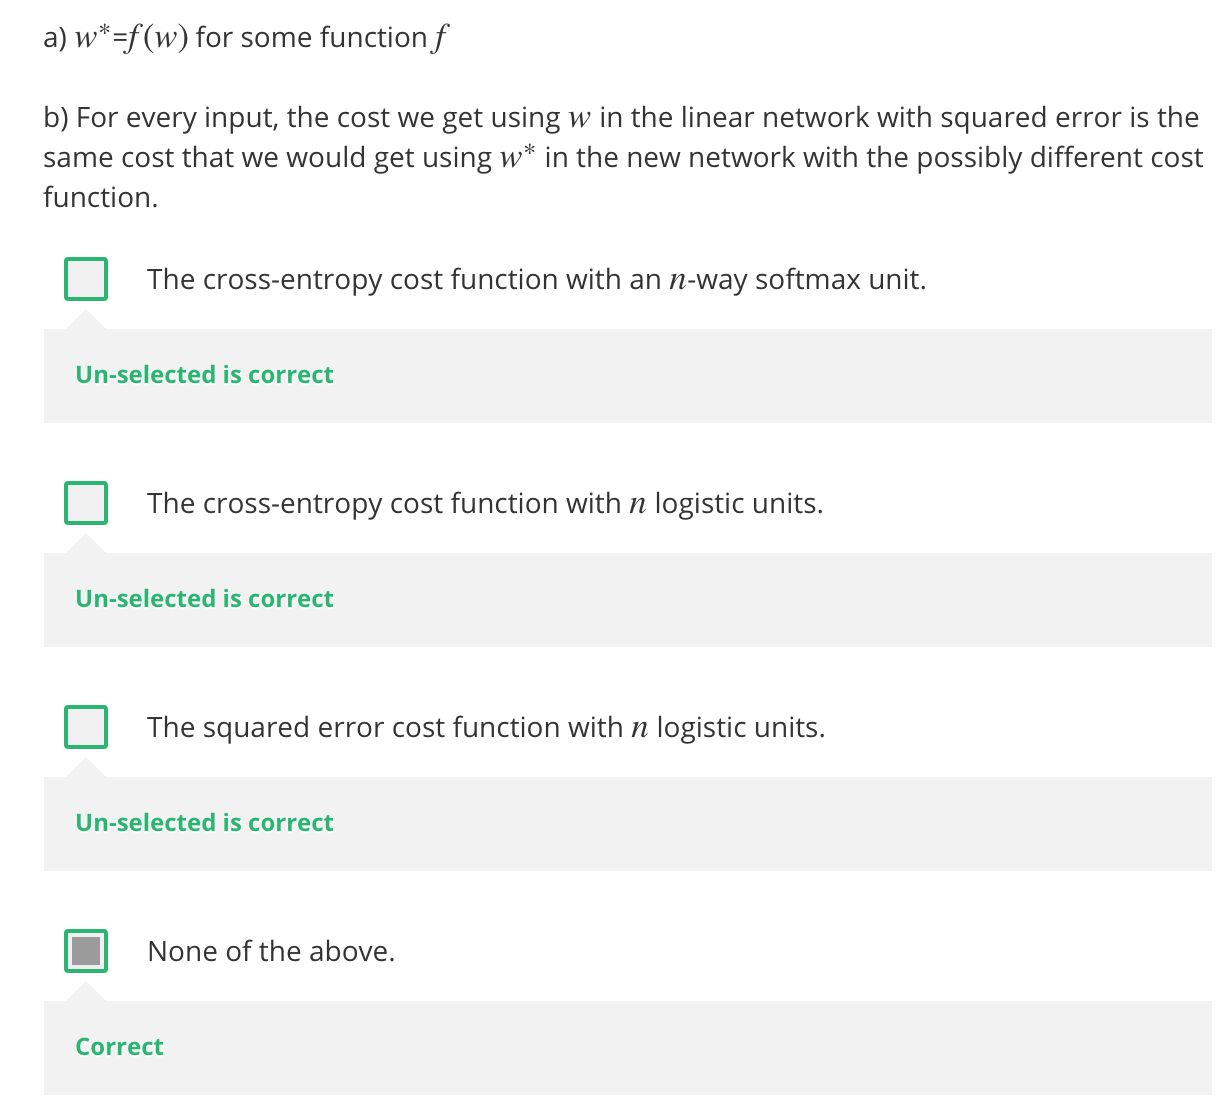 a) w*=f(w) for some function f
b) For every input, the cost we get using w in the linear network with squared error is the
same cost that we would get using w* in the new network with the possibly different cost
function.
The cross-entropy cost function with an n-way softmax unit.
Un-selected is correct
The cross-entropy cost function with n logistic units.
Un-selected is correct
The squared error cost function with n logistic units.
Un-selected is correct
None of the above.
Correct